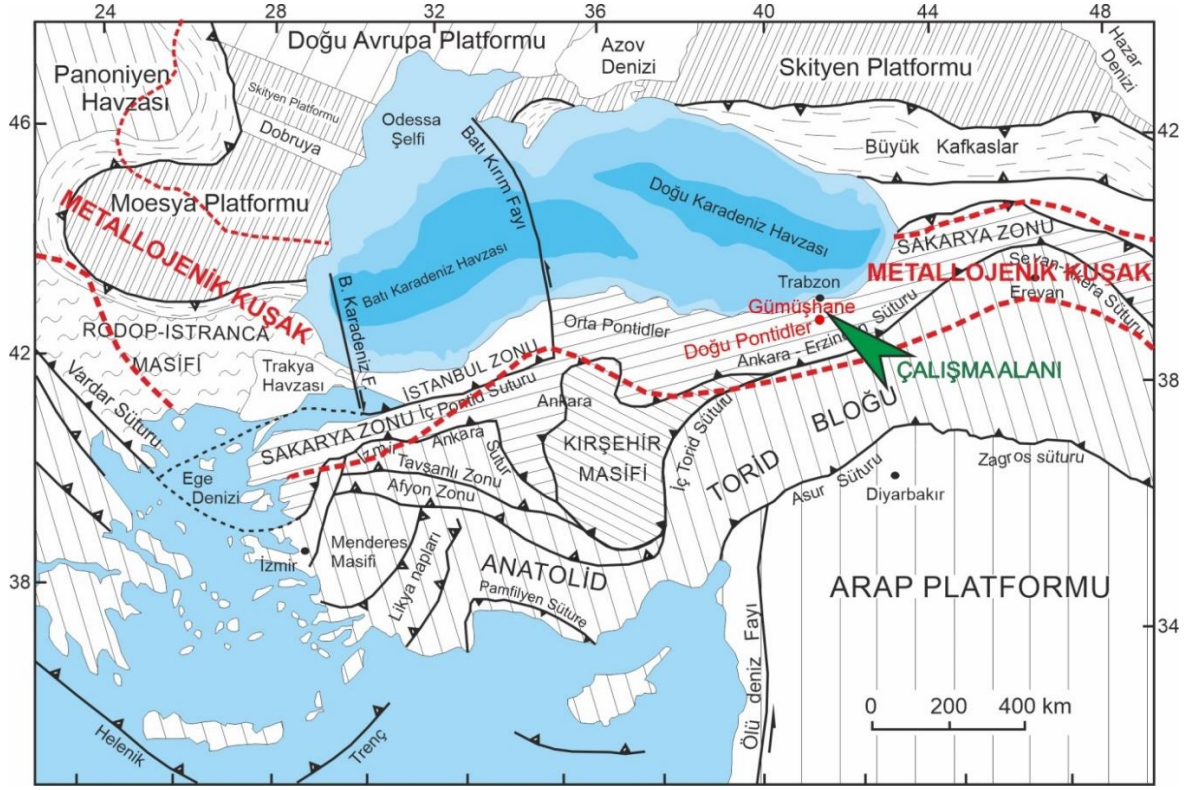 24
28
32
36
40
44
48
Doğu Avrupa Platformu
Azov
Denizi
Skityen Platformu
Hazar
Denizi
Panoniyen
Havzası
Skityen Platformu
Dobruya
Odessa
Şelfi
Batı Kırım Fayı
Büyük Kafkaslar
46
42
Moesya Platformu
METALLOJENİK KUŞAK
Doğu Karadeniz Havzası
Batı Karadeniz Havzası
B. Karadeniz F.
SAKARYA ZONU
METALLOJENİK KUŞAK
Erevan
Trabzon
Gümüşhane
Doğu Pontidler
Orta Pontidler
Ankara - Erzincan Süturu
ÇALIŞMA ALANI
RODOP-ISTRANCA
MASİFİ
Trakya
Havzası
42
38
Vardar Süturu
İSTANBUL ZONU
İç Pontid Süturu
SAKARYA ZONU
İzmir
Ankara
Sütur
Ankara
KIRŞEHİR
MASİFİ
İç Torid Süturu
TORİD
BLOĞU
Ege
Denizi
Tavşanlı Zonu
Afyon Zonu
Asur Süturu
Zagros süturu
Diyarbakır
İzmir
Menderes
Masifi
Likya napları
ANATOLİD
Pamfilyen Süture
38
34
ARAP PLATFORMU
Ölü deniz Fayı
0
200
400 km
Helenik
Trenç